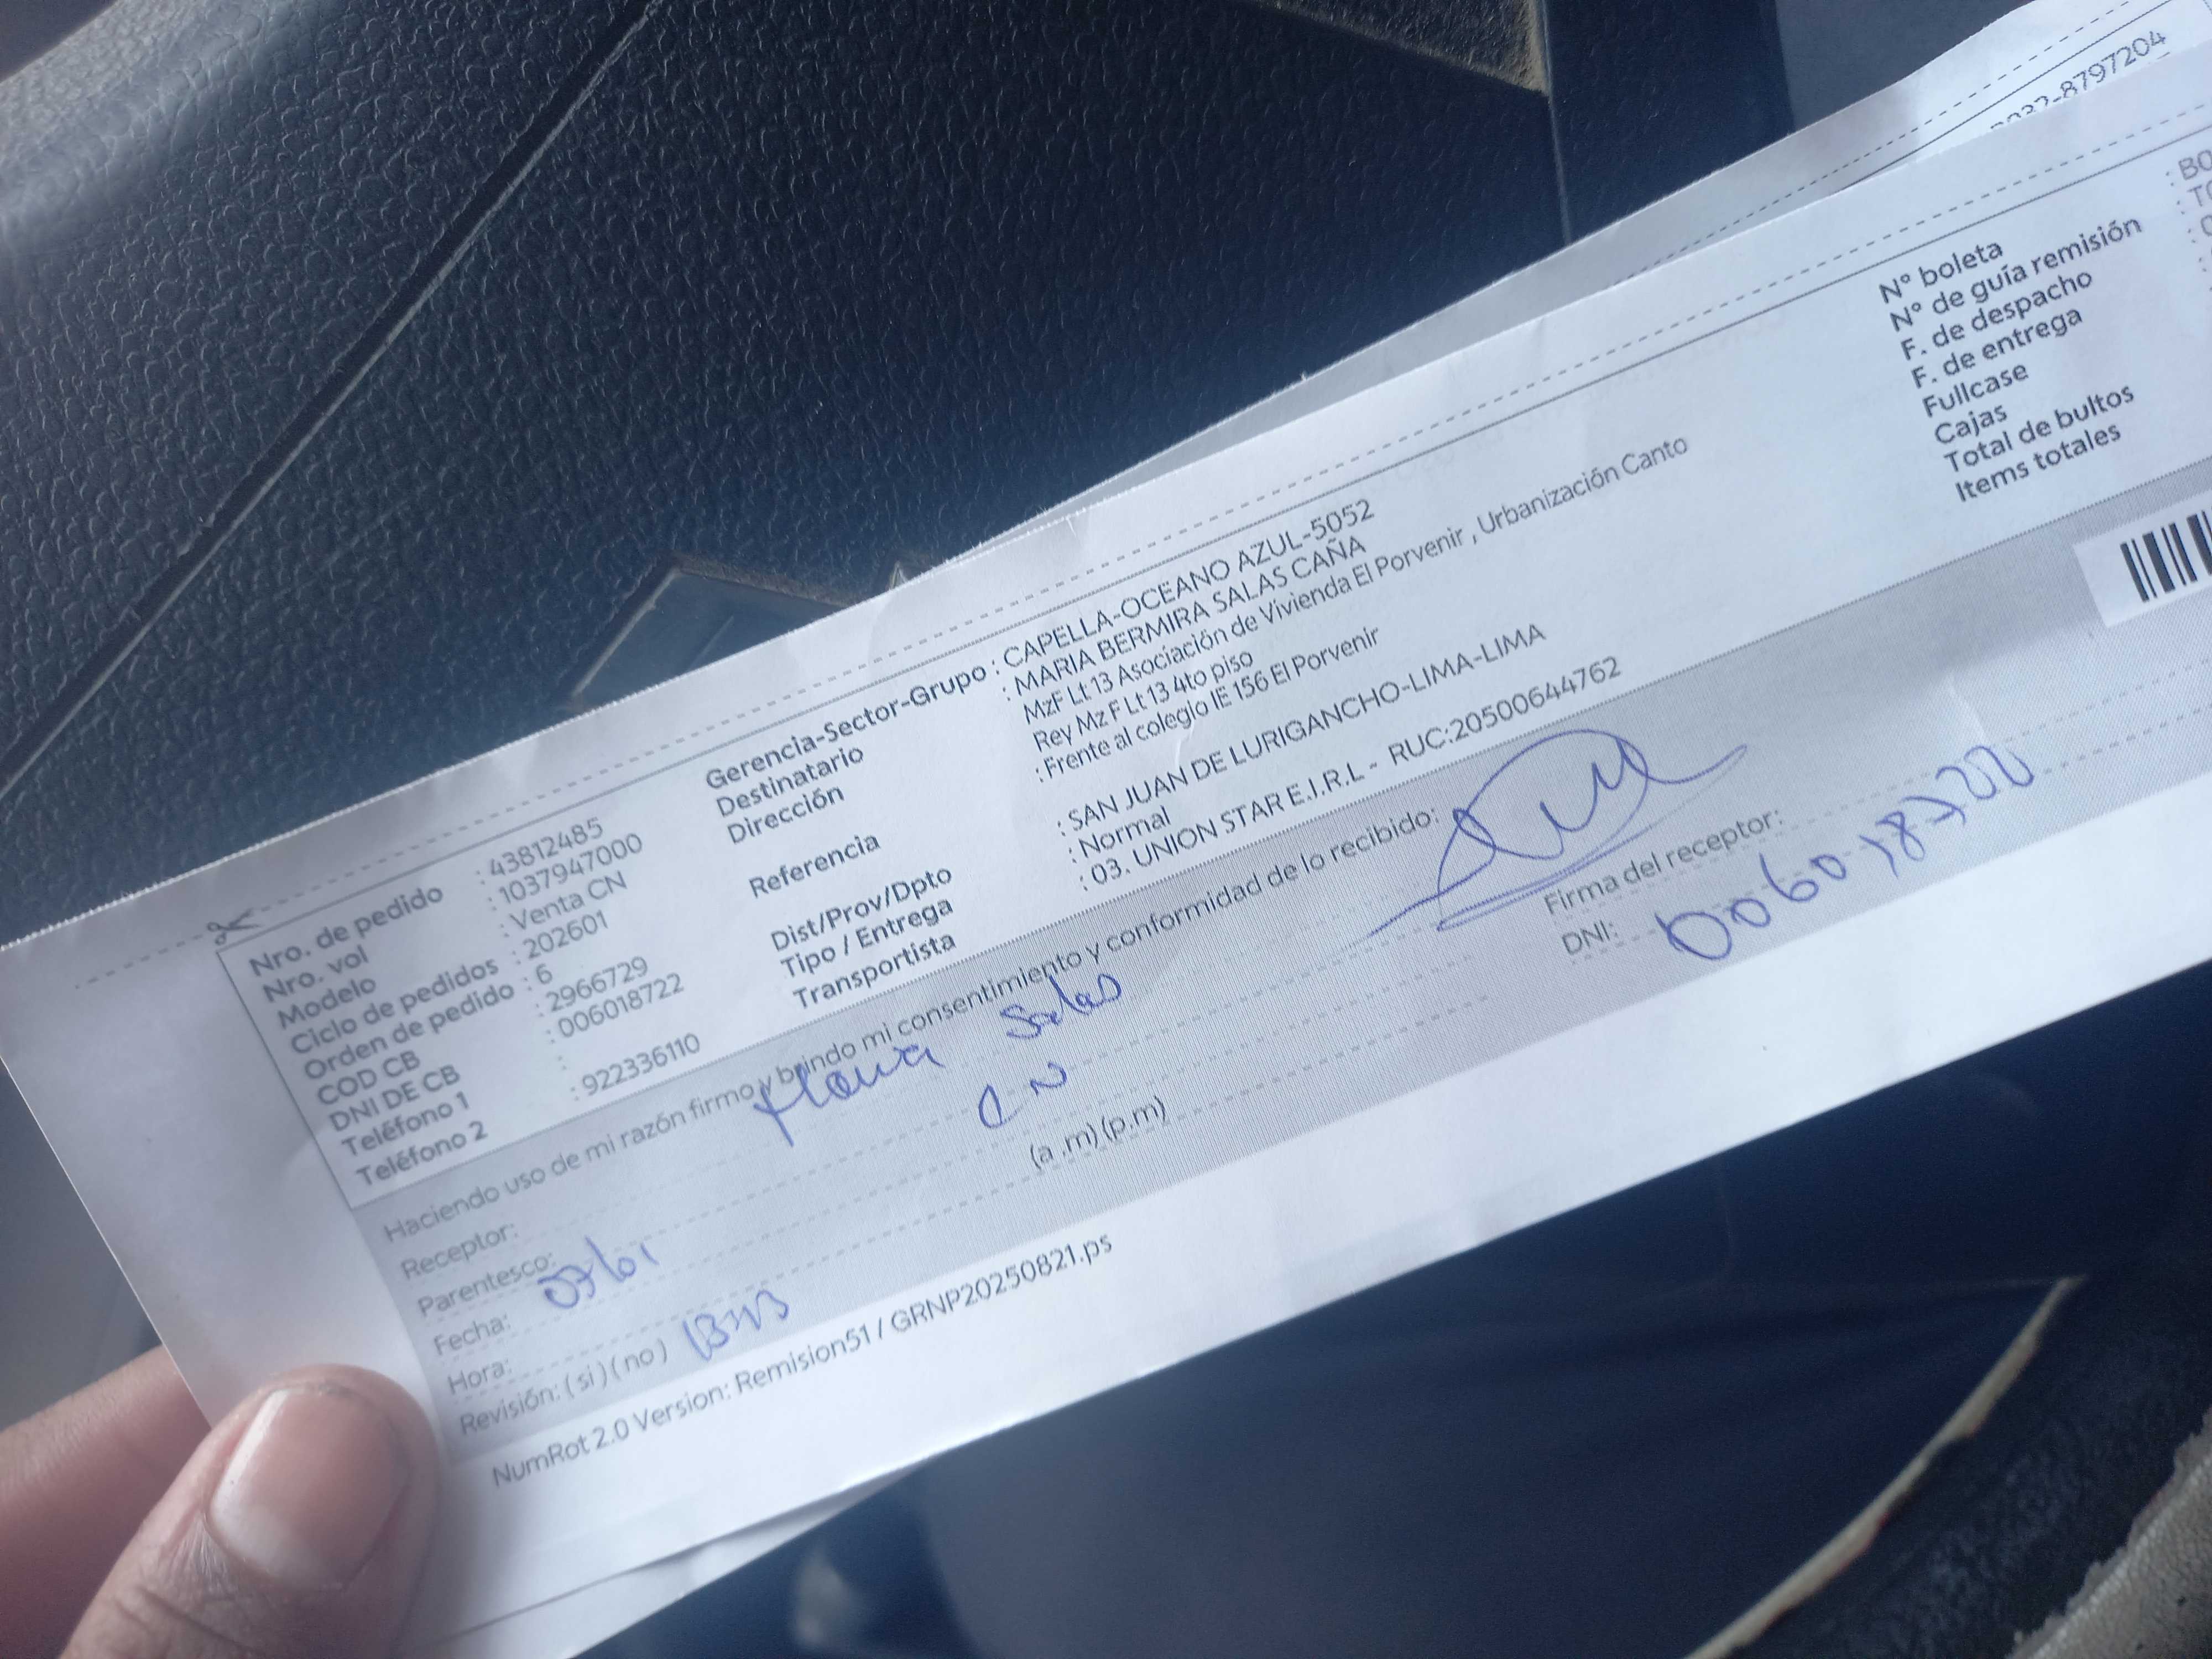 032-8797204
Nro. de pedido : 43812485
Nro. vol : 1037947000
Modelo : Venta CN
Ciclo de pedidos : 202601
Orden de pedido : 6
COD CB : 2966729
DNI DE CB : 006018722
Teléfono 1 :
Teléfono 2 : 922336110
Gerencia-Sector-Grupo : CAPELLA-OCEANO AZUL-5052
Destinatario : MARIA BERMIRA SALAS CAÑA
Dirección : MzF Lt 13 Asociación de Vivienda El Porvenir , Urbanización Canto
Rey Mz F Lt 13 4to piso
Referencia : Frente al colegio IE 156 El Porvenir
Dist/Prov/Dpto : SAN JUAN DE LURIGANCHO-LIMA-LIMA
Tipo / Entrega : Normal
Transportista : 03. UNION STAR E.I.R.L - RUC:20500644762
N° boleta : BO
N° de guía remisión : T0
F. de despacho : 0
F. de entrega :
Fullcase
Cajas
Total de bultos
Items totales
Haciendo uso de mi razón firmo y brindo mi consentimiento y conformidad de lo recibido:
Receptor: Maria Salas
Parentesco: CN
Fecha:
Hora: (a.m) (p.m)
Revisión: ( si ) ( no )
Firma del receptor:
DNI:
NumRot 2.0 Version: Remision51 / GRNP20250821.ps